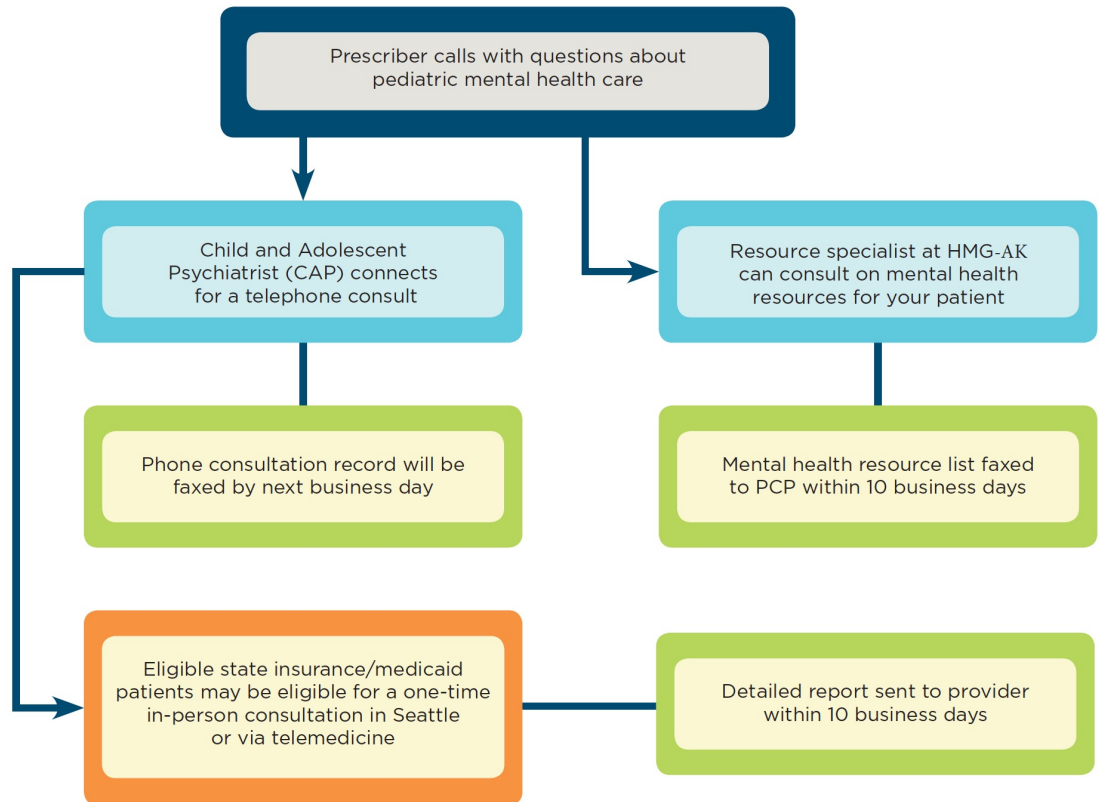 Prescriber calls with questions about
pediatric mental health care
Child and Adolescent
Psychiatrist (CAP) connects
for a telephone consult
Resource specialist at HMG-AK
can consult on mental health
resources for your patient
Phone consultation record will be
faxed by next business day
Mental health resource list faxed
to PCP within 10 business days
Eligible state insurance/medicaid
patients may be eligible for a one-time
in-person consultation in Seattle
or via telemedicine
Detailed report sent to provider
within 10 business days